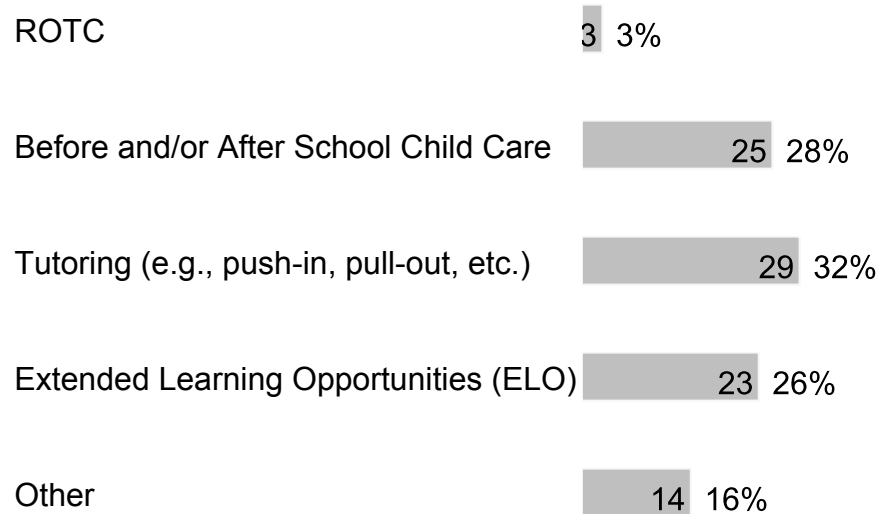 ROTC 3 3%
Before and/or After School Child Care 25 28%
Tutoring (e.g., push-in, pull-out, etc.) 29 32%
Extended Learning Opportunities (ELO) 23 26%
Other 14 16%